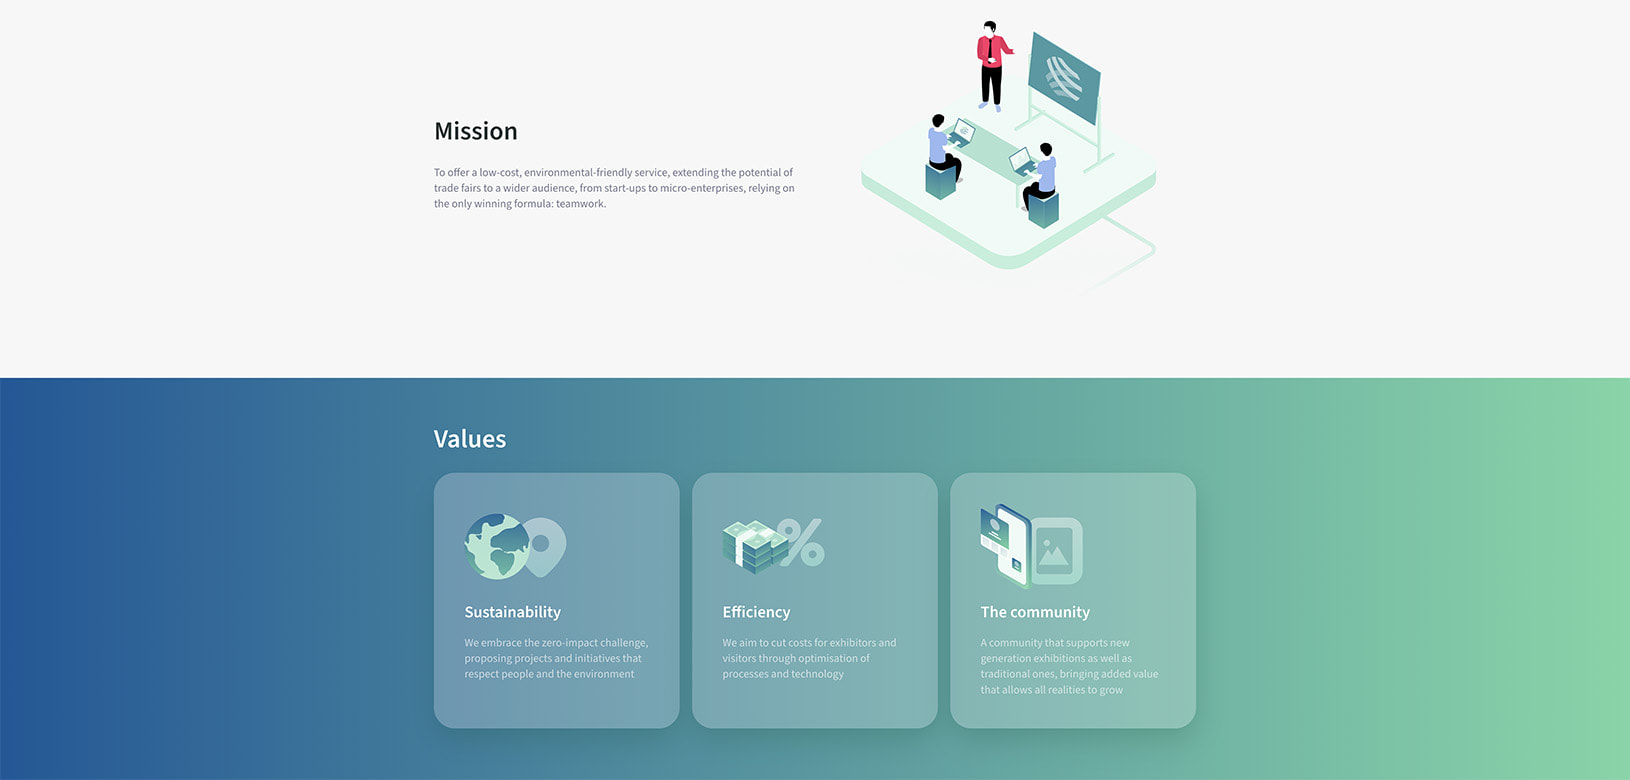 Mission
To offer a low-cost, environmental-friendly service, extending the potential of
trade fairs to a wider audience, from start-ups to micro-enterprises, relying on
the only winning formula: teamwork.
Values
Sustainability
We embrace the zero-impact challenge,
proposing projects and initiatives that
respect people and the environment
Efficiency
We aim to cut costs for exhibitors and
visitors through optimisation of
processes and technology
The community
A community that supports new
generation exhibitions as well as
traditional ones, bringing added value
that allows all realities to grow